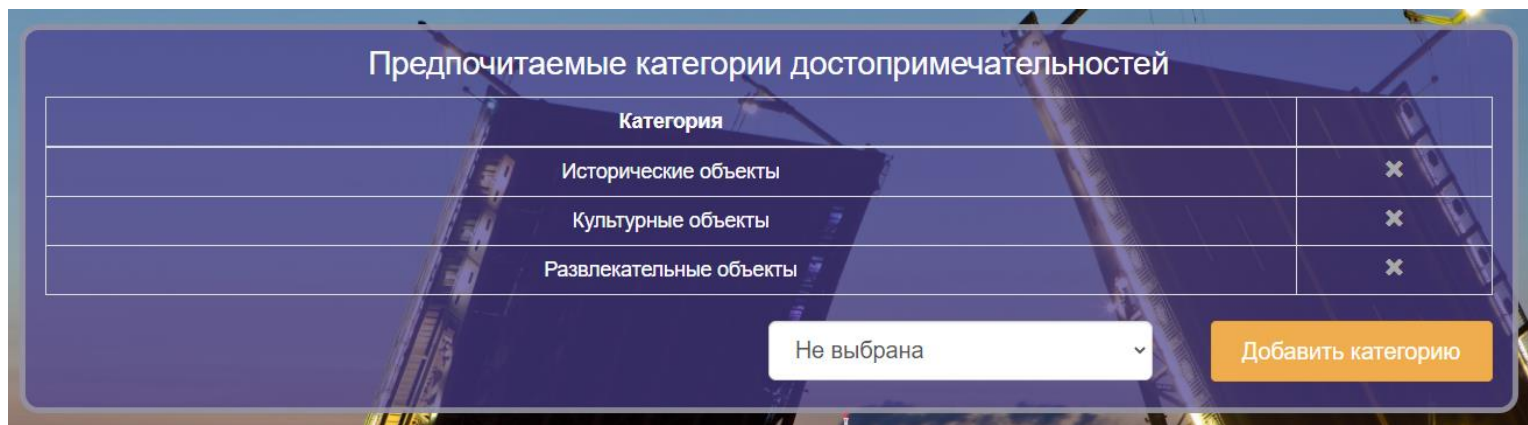 Предпочитаемые категории достопримечательностей
Категория
Исторические объекты
Культурные объекты
Развлекательные объекты
Не выбрана
Добавить категорию